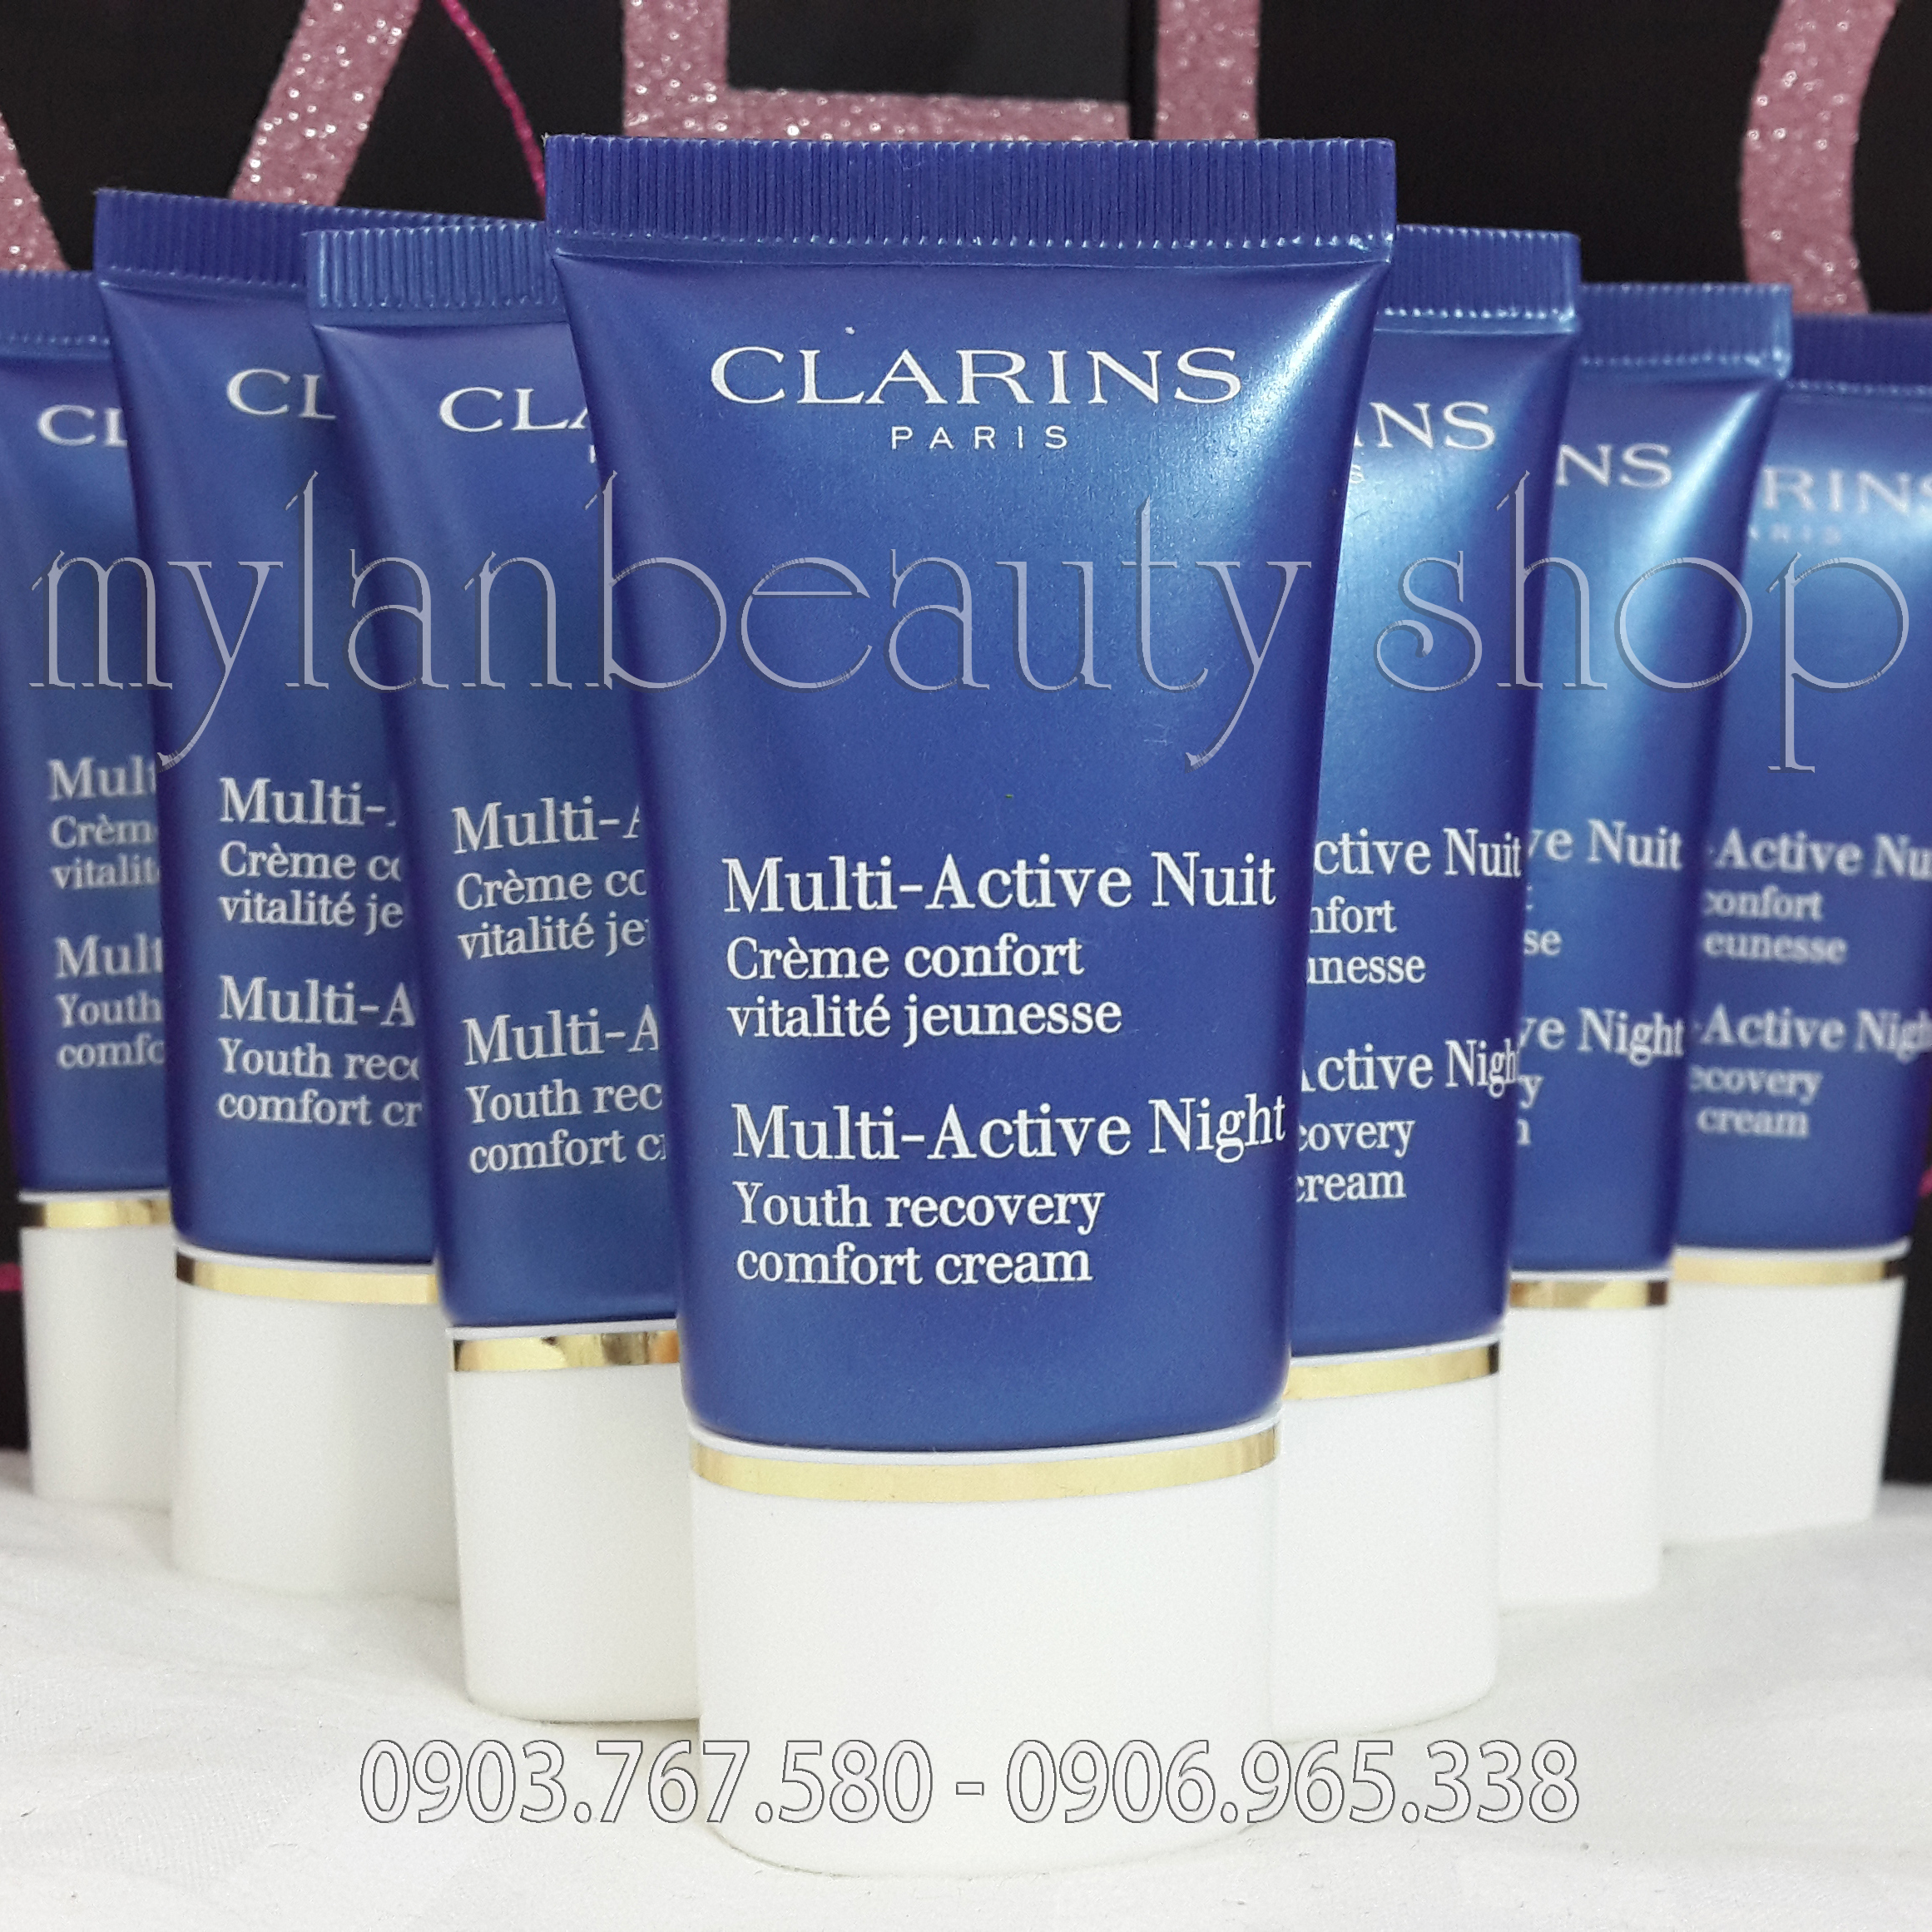 CLARINS
PARIS
mylanbeauty shop
Multi-Active Nuit
Crème confort
vitalité jeunesse
Multi-Active Night
Youth recovery
comfort cream
0903.767.580 - 0906.965.338